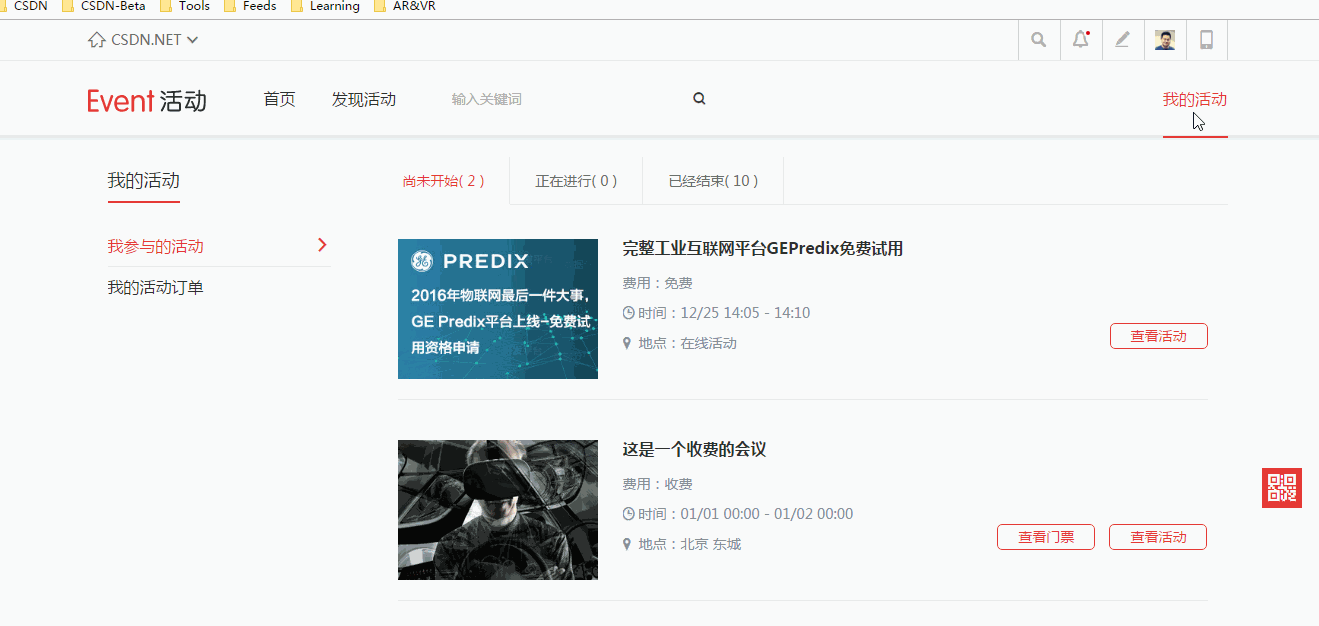 CSDN CSDN-Beta Tools Feeds Learning AR&VR
CSDN.NET
Event 活动 首页 发现活动 输入关键词 我的活动
我的活动
我参与的活动
我的活动订单
尚未开始( 2 ) 正在进行( 0 ) 已经结束( 10 )
PREDIX
2016年物联网最后一件大事，
GE Predix平台上线-免费试
用资格申请
完整工业互联网平台GEPredix免费试用
费用：免费
时间：12/25 14:05 - 14:10
地点：在线活动
查看活动
这是一个收费的会议
费用：收费
时间：01/01 00:00 - 01/02 00:00
地点：北京 东城
查看门票 查看活动